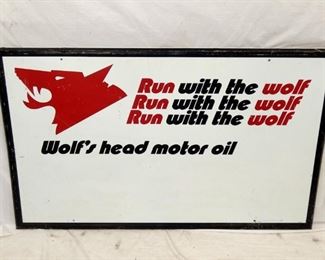 Run with the wolf
Run with the wolf
Run with the wolf
Wolf's head motor oil